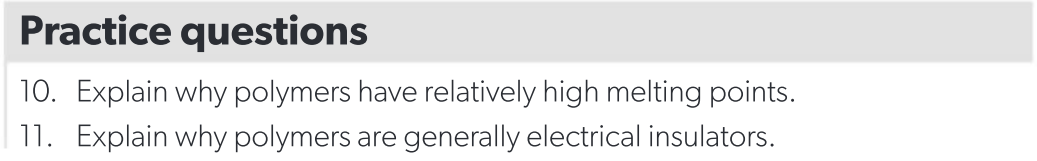 Practice questions
10. Explain why polymers have relatively high melting points.
11. Explain why polymers are generally electrical insulators.